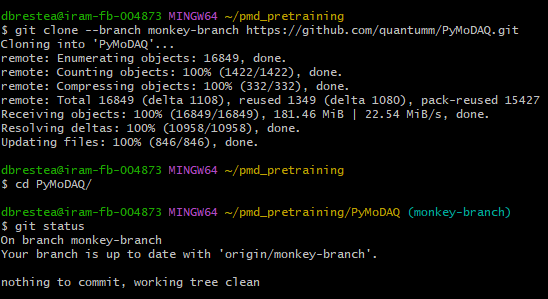 dbrestea@iram-fb-004873 MINGW64 ~/pmd_pretraining
$ git clone --branch monkey-branch https://github.com/quantumm/PyMoDAQ.git
Cloning into 'PyMoDAQ'...
remote: Enumerating objects: 16849, done.
remote: Counting objects: 100% (1422/1422), done.
remote: Compressing objects: 100% (332/332), done.
remote: Total 16849 (delta 1108), reused 1349 (delta 1080), pack-reused 15427
Receiving objects: 100% (16849/16849), 181.46 MiB | 22.54 MiB/s, done.
Resolving deltas: 100% (10958/10958), done.
Updating files: 100% (846/846), done.
dbrestea@iram-fb-004873 MINGW64 ~/pmd_pretraining
$ cd PyMoDAQ/
dbrestea@iram-fb-004873 MINGW64 ~/pmd_pretraining/PyMoDAQ (monkey-branch)
$ git status
On branch monkey-branch
Your branch is up to date with 'origin/monkey-branch'.
nothing to commit, working tree clean